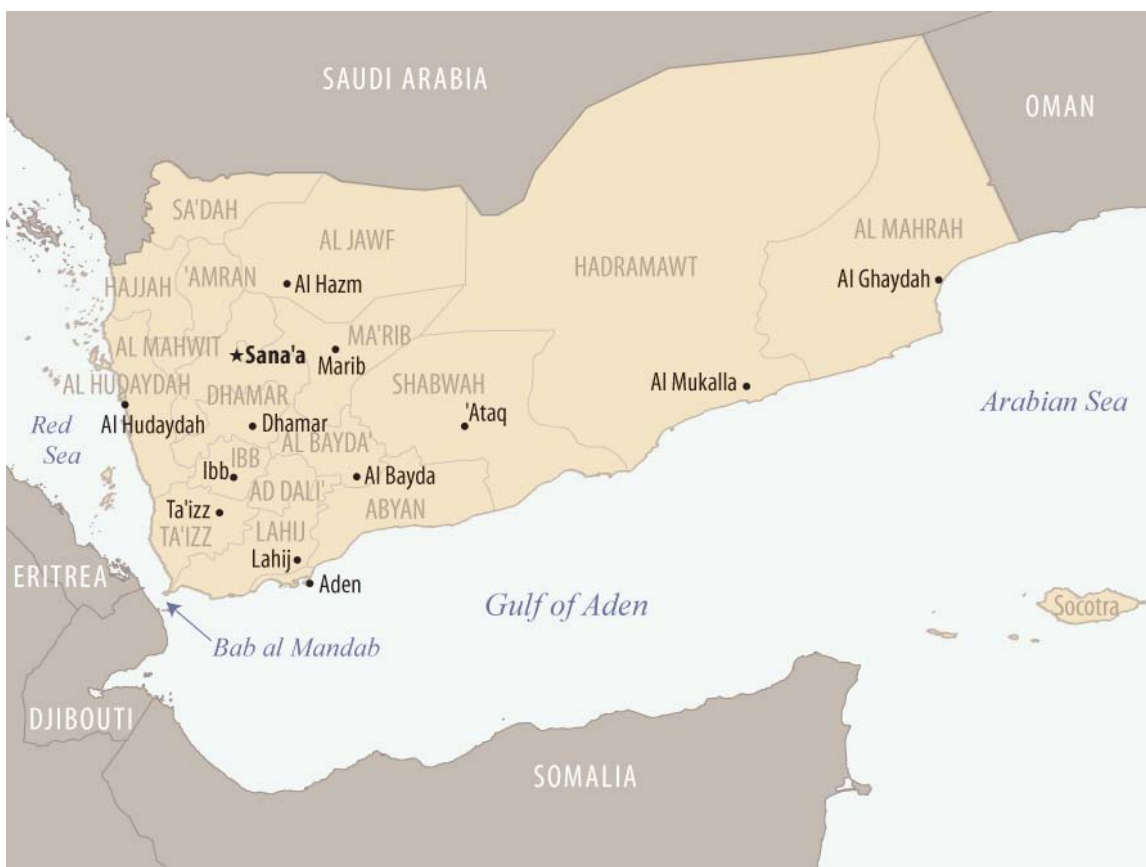 SAUDI ARABIA
OMAN
SA'DAH
AL JAWF
AL MAHRAH
HADRAMAWT
'AMRAN
HAJJAH
Al Hazm
Al Ghaydah
MA'RIB
AL MAHWIT
Sana'a
Marib
AL HUDAYDAH
DHAMAR
SHABWAH
Al Mukalla
Arabian Sea
Red
Sea
Al Hudaydah
Dhamar
'Ataq
AL BAYDA'
IBB
Ibb
Al Bayda
AD DALI'
ABYAN
Ta'izz
TA'IZZ
LAHIJ
Lahij
Aden
ERITREA
Gulf of Aden
Socotra
Bab al Mandab
DJIBOUTI
SOMALIA